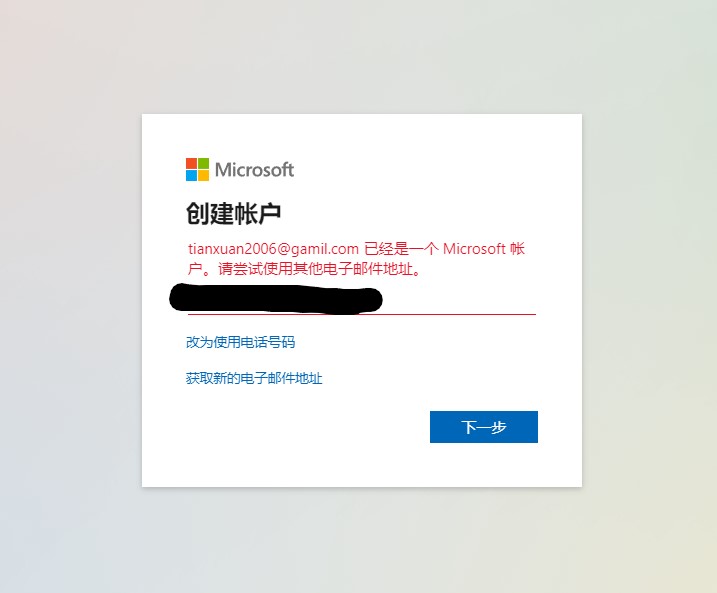 Microsoft
创建帐户
tianxuan2006@gamil.com 已经是一个 Microsoft 帐
户。请尝试使用其他电子邮件地址。
改为使用电话号码
获取新的电子邮件地址
下一步